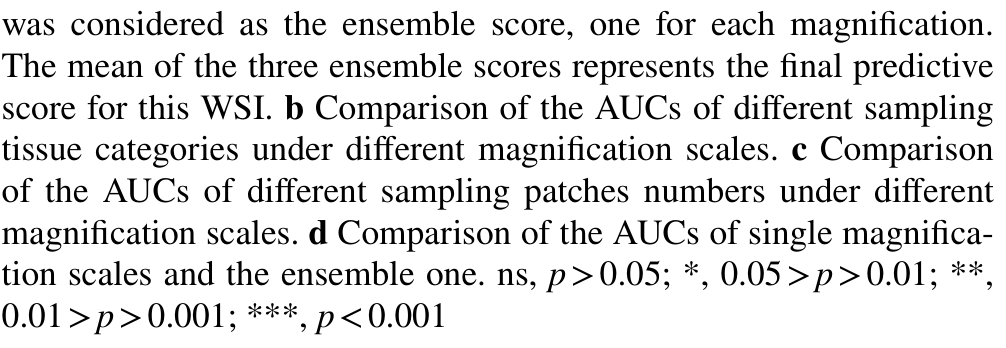 was considered as the ensemble score, one for each magnification.
The mean of the three ensemble scores represents the final predictive
score for this WSI. b Comparison of the AUCs of different sampling
tissue categories under different magnification scales. c Comparison
of the AUCs of different sampling patches numbers under different
magnification scales. d Comparison of the AUCs of single magnifica-
tion scales and the ensemble one. ns, p > 0.05; *, 0.05 > p > 0.01; **,
0.01 > p > 0.001; ***, p < 0.001